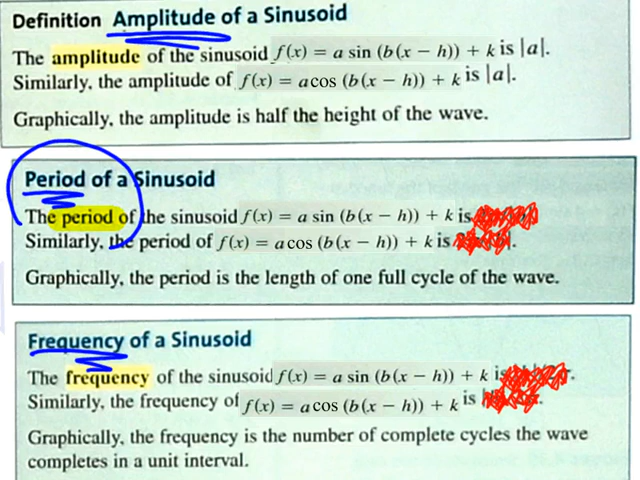 Definition Amplitude of a Sinusoid
The amplitude of the sinusoid f(x) = a sin (b(x − h)) + k is |a|.
Similarly, the amplitude of f(x) = a cos (b(x − h)) + k is |a|.
Graphically, the amplitude is half the height of the wave.
Period of a Sinusoid
The period of the sinusoid f(x) = a sin (b(x − h)) + k is
Similarly, the period of f(x) = a cos (b(x − h)) + k is
Graphically, the period is the length of one full cycle of the wave.
Frequency of a Sinusoid
The frequency of the sinusoid f(x) = a sin (b(x − h)) + k is
Similarly, the frequency of f(x) = a cos (b(x − h)) + k is
Graphically, the frequency is the number of complete cycles the wave
completes in a unit interval.